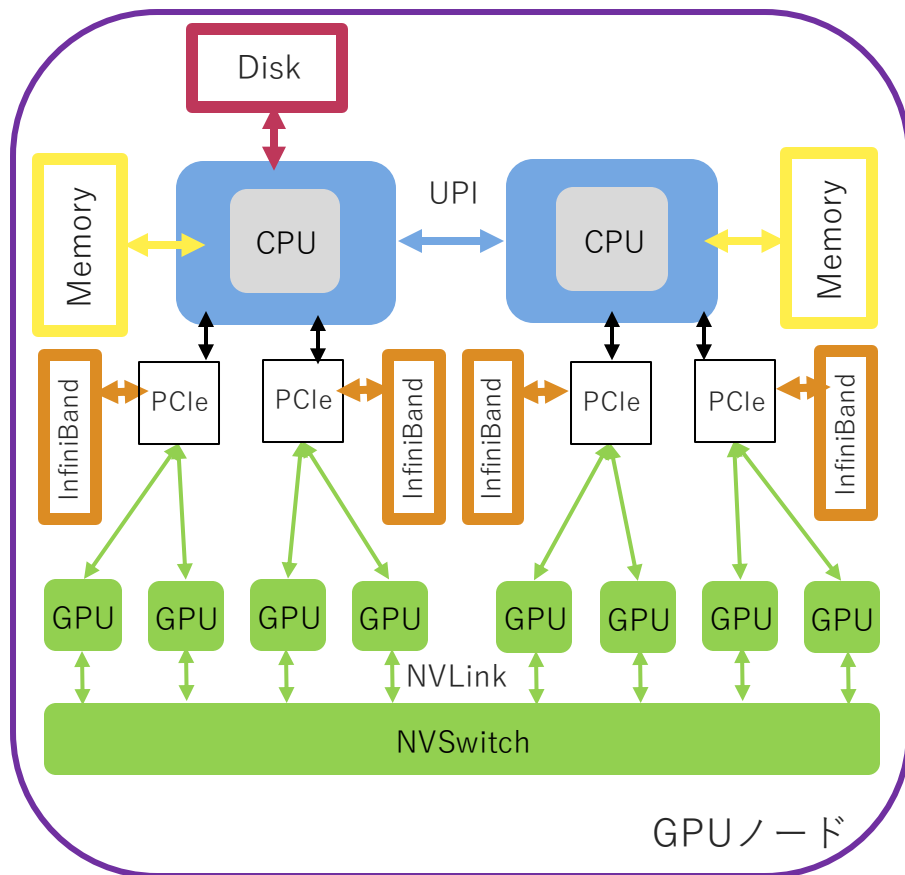 Disk
UPI
Memory
CPU
CPU
Memory
InfiniBand
PCIe
PCIe
InfiniBand
InfiniBand
PCIe
PCIe
InfiniBand
GPU
GPU
GPU
GPU
GPU
GPU
GPU
GPU
NVLink
NVSwitch
GPUノード